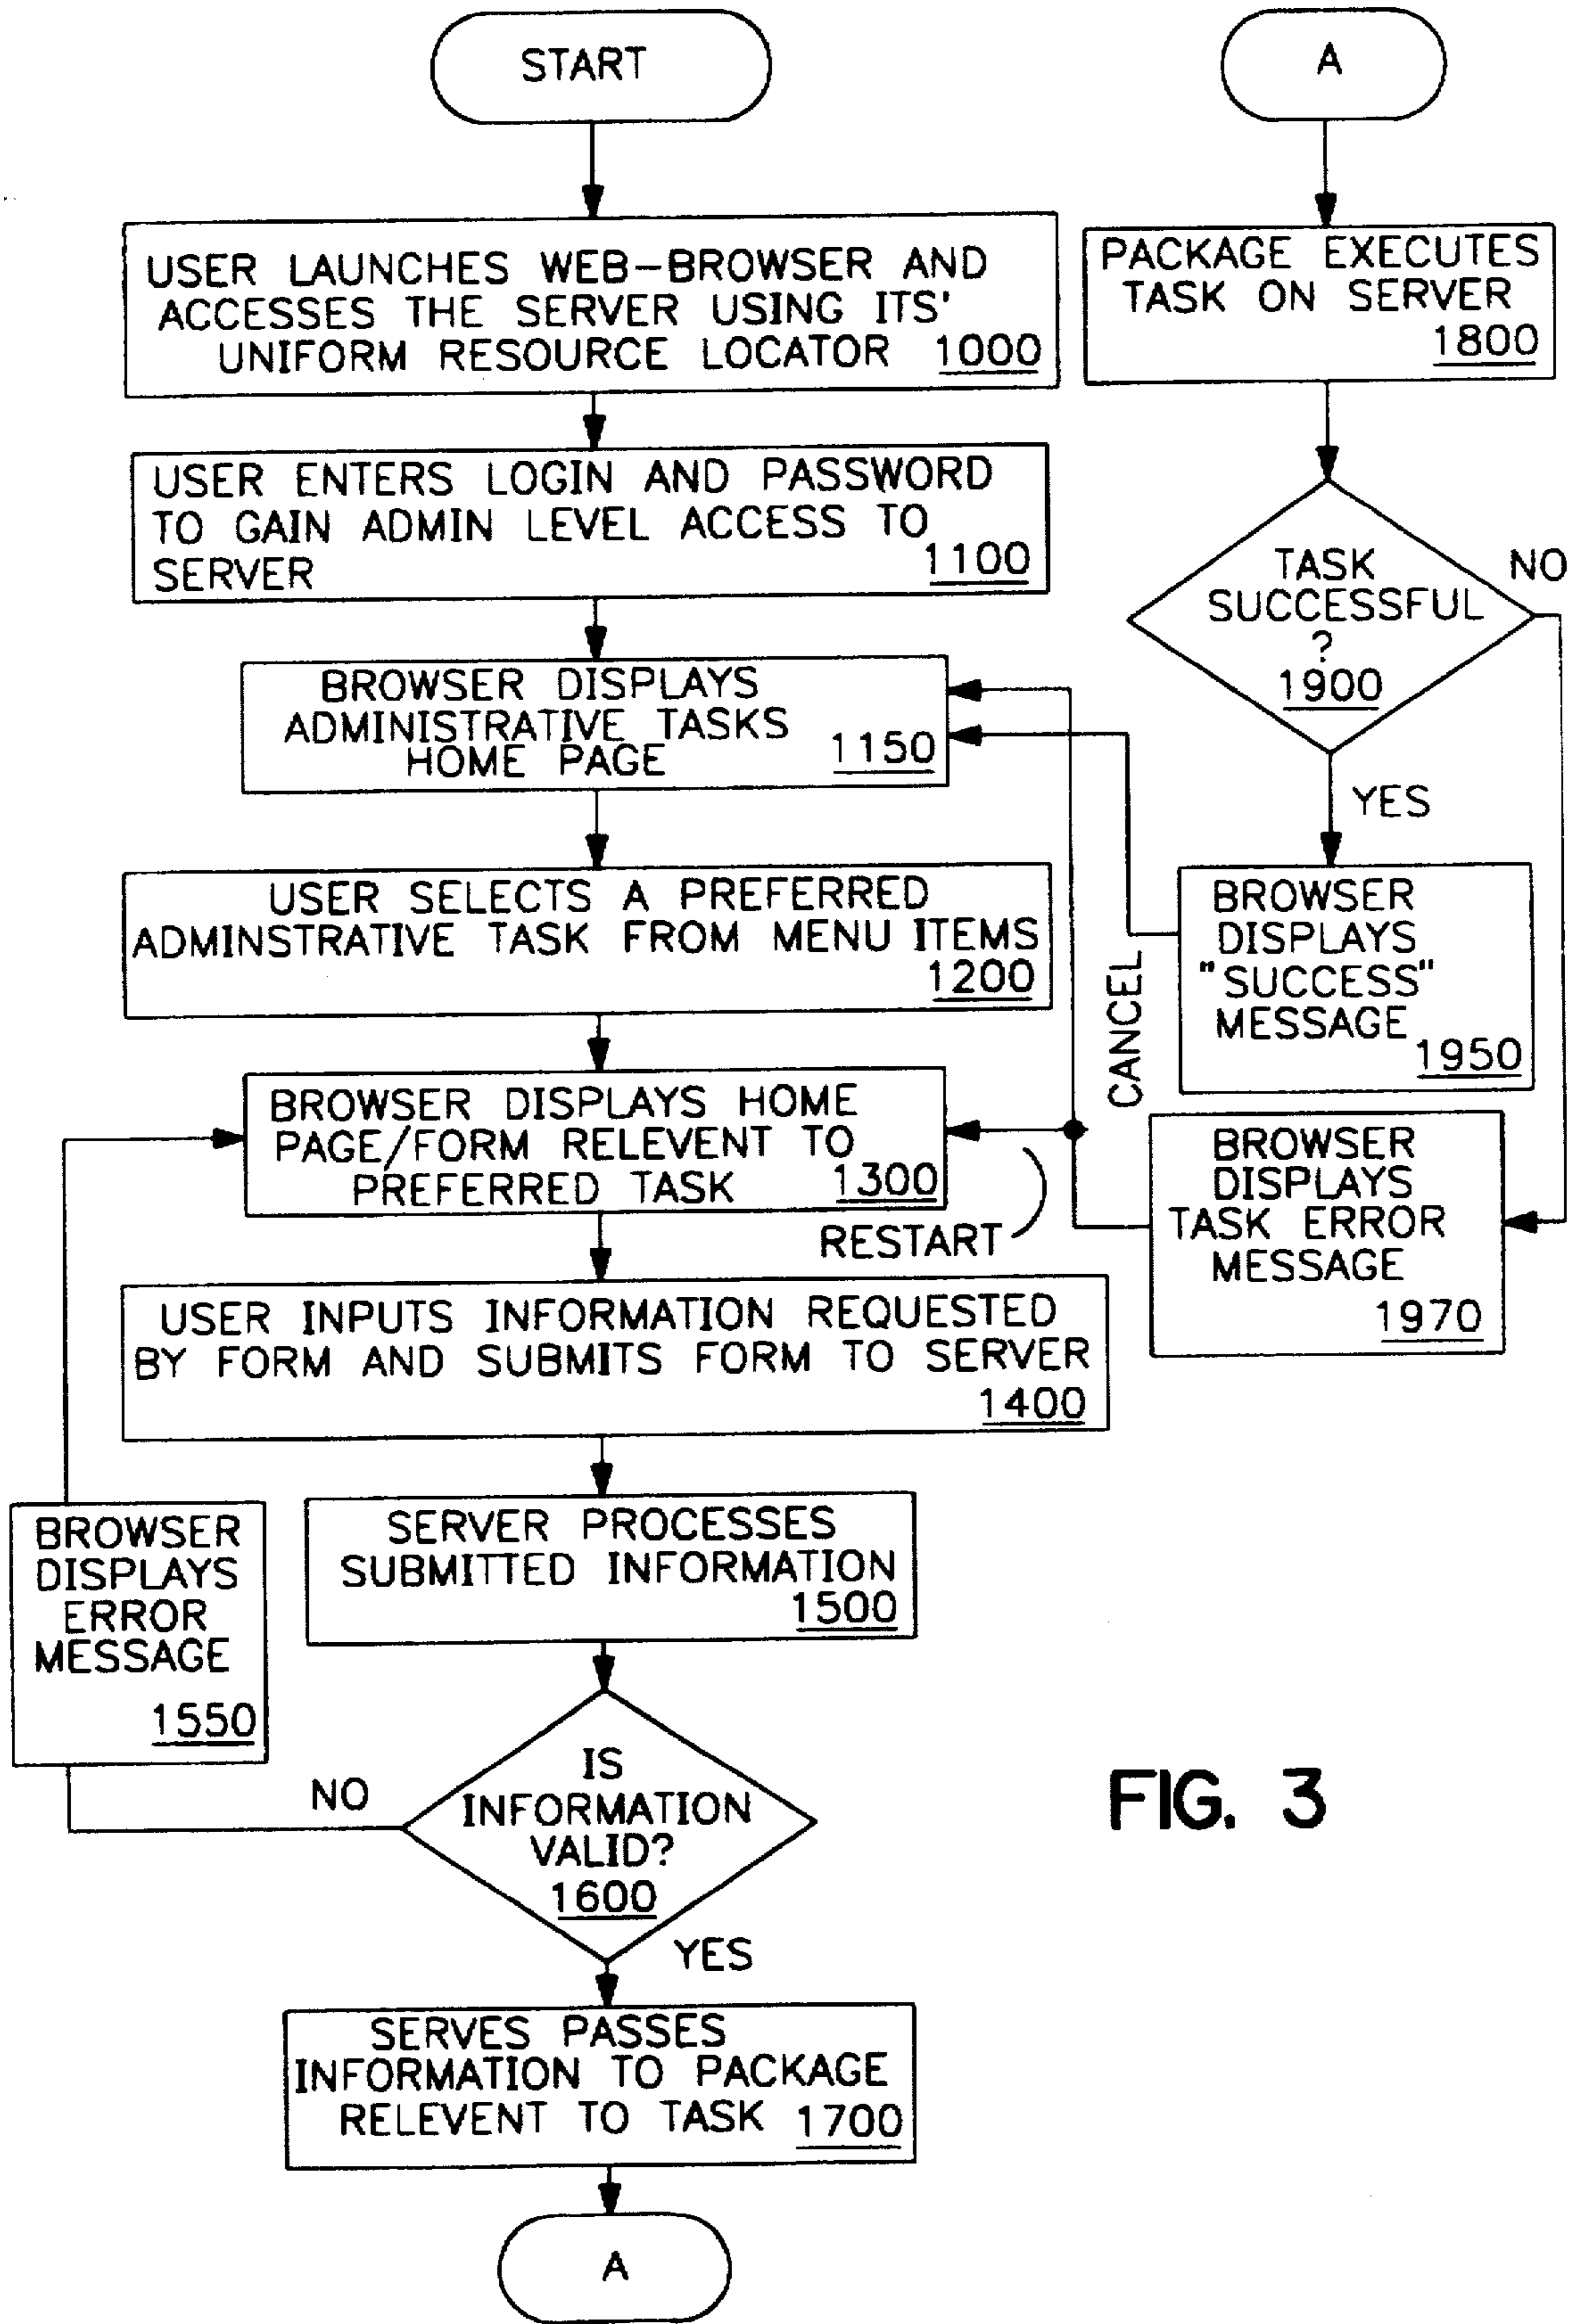 START
USER LAUNCHES WEB-BROWSER AND
ACCESSES THE SERVER USING ITS'
UNIFORM RESOURCE LOCATOR 1000
USER ENTERS LOGIN AND PASSWORD
TO GAIN ADMIN LEVEL ACCESS TO
SERVER 1100
BROWSER DISPLAYS
ADMINISTRATIVE TASKS
HOME PAGE 1150
USER SELECTS A PREFERRED
ADMINSTRATIVE TASK FROM MENU ITEMS
1200
BROWSER DISPLAYS HOME
PAGE/FORM RELEVENT TO
PREFERRED TASK 1300
RESTART
USER INPUTS INFORMATION REQUESTED
BY FORM AND SUBMITS FORM TO SERVER
1400
SERVER PROCESSES
SUBMITTED INFORMATION
1500
BROWSER
DISPLAYS
ERROR
MESSAGE
1550
NO
IS
INFORMATION
VALID?
1600
YES
SERVES PASSES
INFORMATION TO PACKAGE
RELEVENT TO TASK 1700
A
A
PACKAGE EXECUTES
TASK ON SERVER
1800
TASK
SUCCESSFUL
?
1900
NO
YES
BROWSER
DISPLAYS
"SUCCESS"
MESSAGE
1950
CANCEL
BROWSER
DISPLAYS
TASK ERROR
MESSAGE
1970
FIG. 3